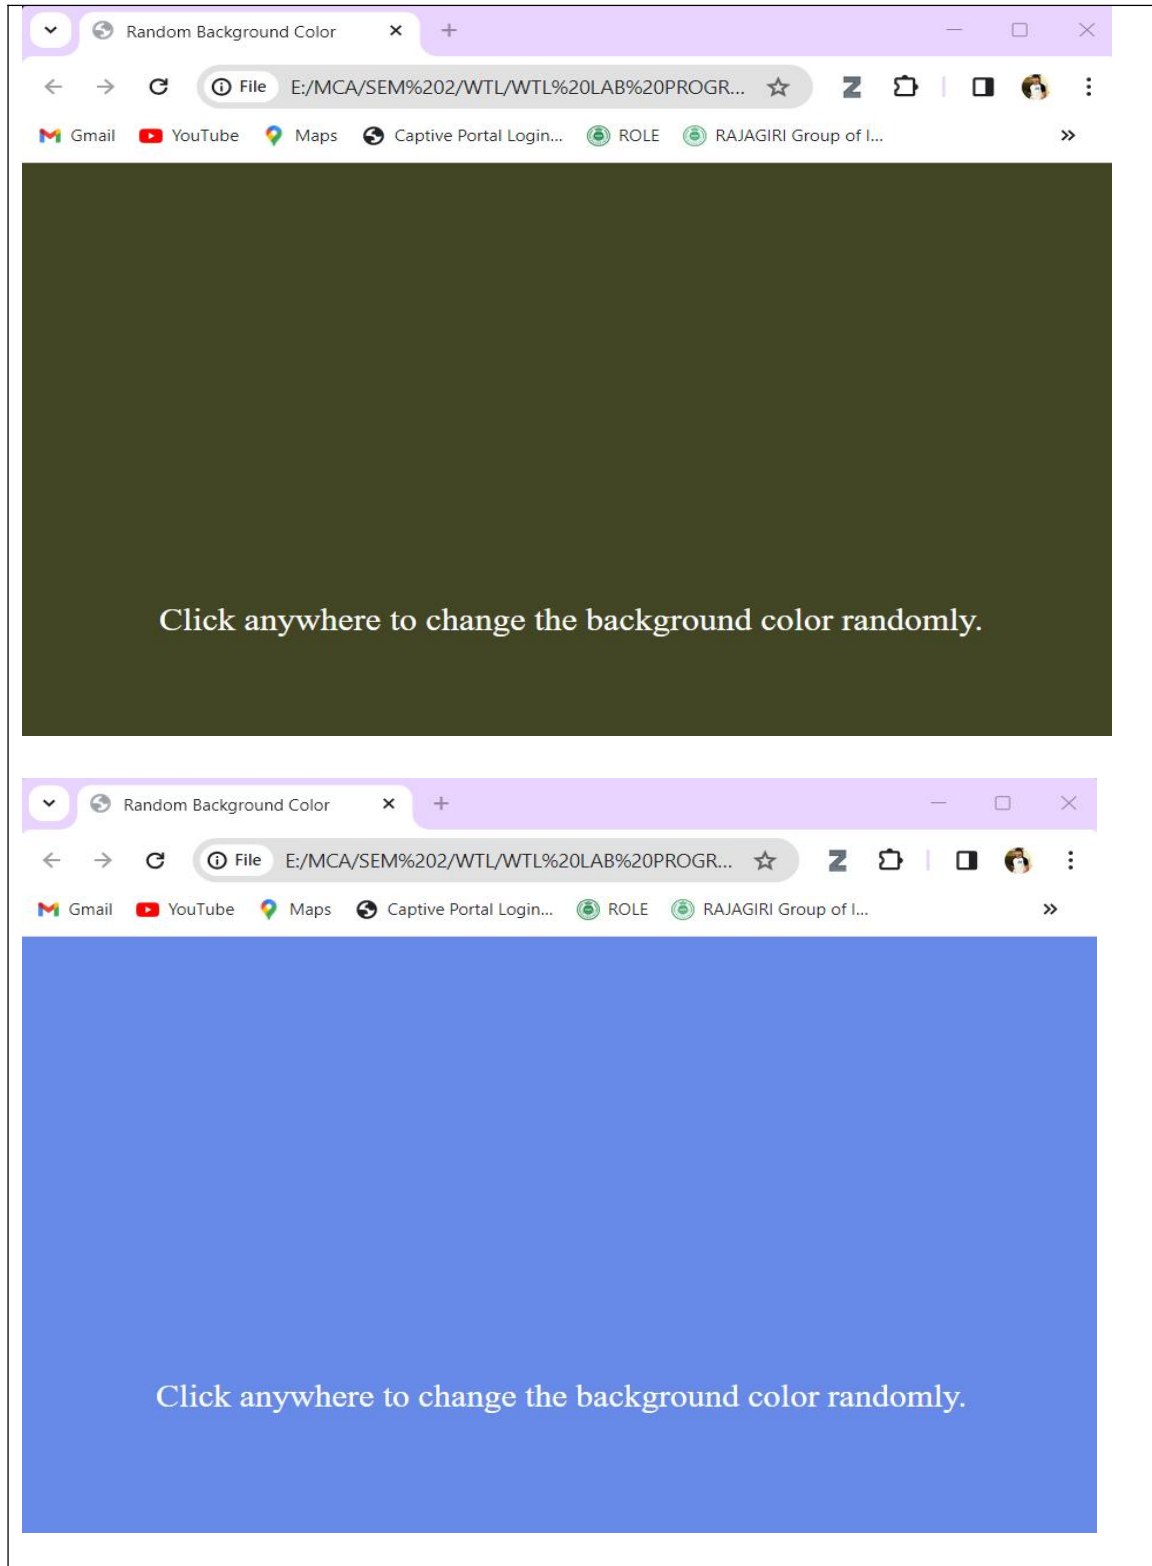 Random Background Color
File E:/MCA/SEM%202/WTL/WTL%20LAB%20PROGR...
Gmail YouTube Maps Captive Portal Login... ROLE RAJAGIRI Group of I...
Click anywhere to change the background color randomly.
Random Background Color
File E:/MCA/SEM%202/WTL/WTL%20LAB%20PROGR...
Gmail YouTube Maps Captive Portal Login... ROLE RAJAGIRI Group of I...
Click anywhere to change the background color randomly.